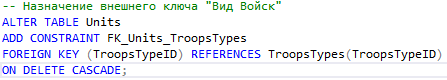 -- Назначение внешнего ключа "Вид Войск"
ALTER TABLE Units
ADD CONSTRAINT FK_Units_TroopsTypes
FOREIGN KEY (TroopsTypeID) REFERENCES TroopsTypes(TroopsTypeID)
ON DELETE CASCADE;